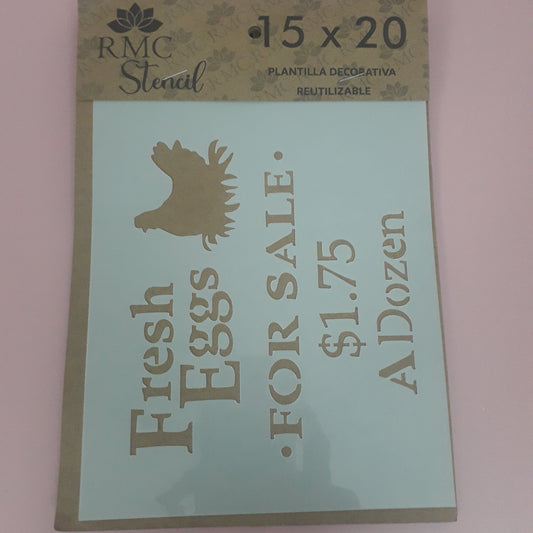 RMC
Stencil
15 x 20
PLANTILLA DECORATIVA
REUTILIZABLE
Fresh
Eggs
•FOR SALE•
$1.75
A Dozen